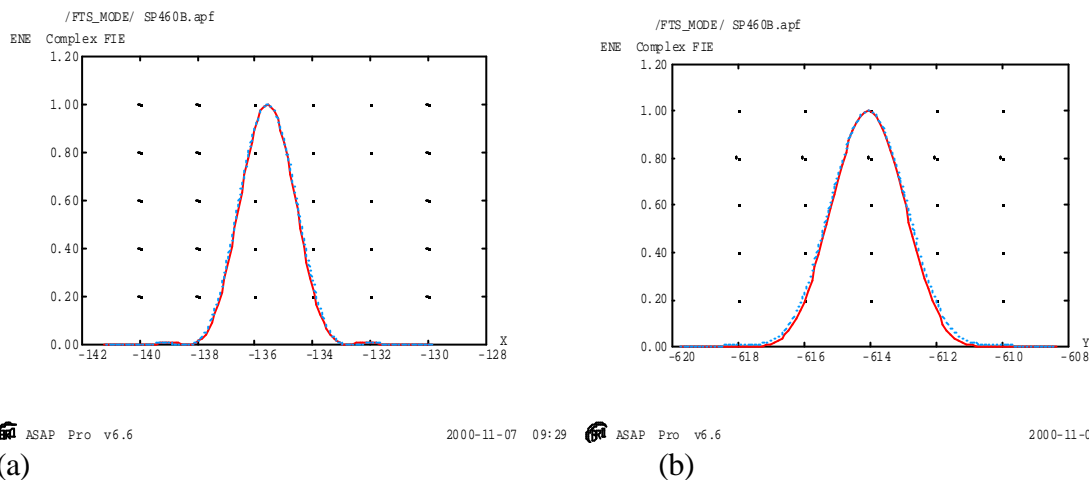 /FTS_MODE/ SP460B.apf
ENE Complex FIE
1.20
1.00
0.80
0.60
0.40
0.20
0.00
-142 -140 -138 -136 -134 -132 -130 -128
X
ASAP Pro v6.6 2000-11-07 09:29
(a)
/FTS_MODE/ SP460B.apf
ENE Complex FIE
1.20
1.00
0.80
0.60
0.40
0.20
0.00
-620 -618 -616 -614 -612 -610 -608
Y
ASAP Pro v6.6 2000-11-0
(b)